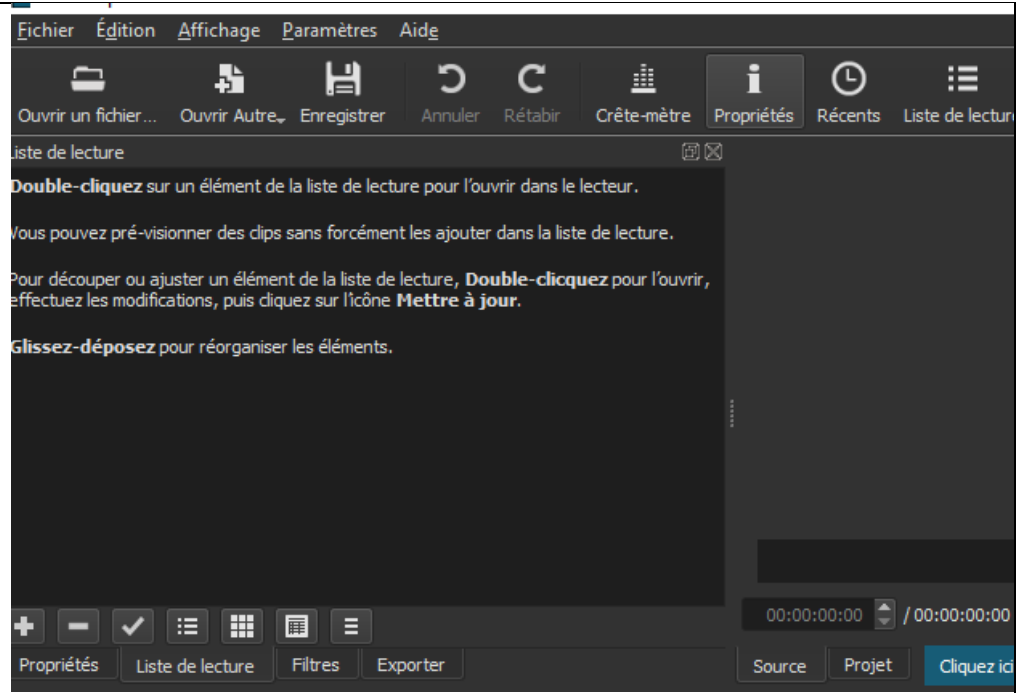 Fichier Édition Affichage Paramètres Aide
Ouvrir un fichier... Ouvrir Autre Enregistrer Annuler Rétabir Crête-mètre Propriétés Récents Liste de lecture
Liste de lecture
Double-cliquez sur un élément de la liste de lecture pour l'ouvrir dans le lecteur.
Vous pouvez pré-visionner des clips sans forcément les ajouter dans la liste de lecture.
Pour découper ou ajuster un élément de la liste de lecture, Double-clicquez pour l'ouvrir,
effectuez les modifications, puis cliquez sur l'icône Mettre à jour.
Glissez-déposez pour réorganiser les éléments.
00:00:00:00 / 00:00:00:00
Propriétés Liste de lecture Filtres Exporter Source Projet Cliquez ici